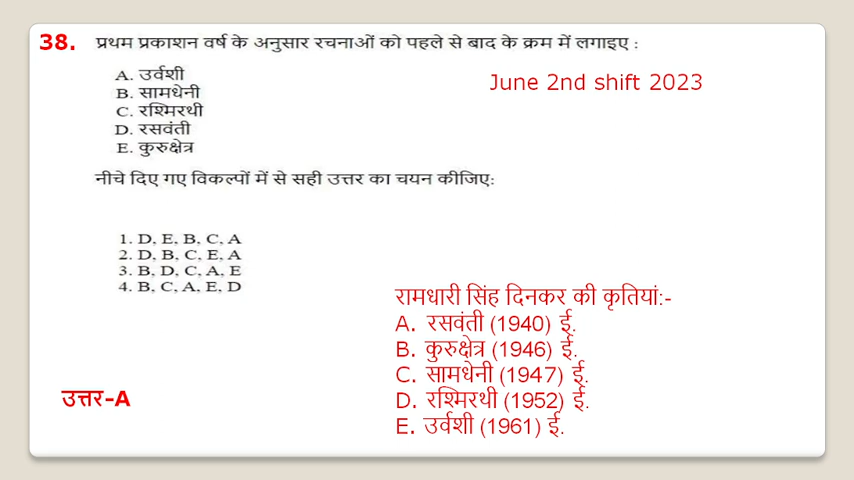 38. प्रथम प्रकाशन वर्ष के अनुसार रचनाओं को पहले से बाद के क्रम में लगाइए :
A. उर्वशी
June 2nd shift 2023
B. सामधेनी
C. रश्मिरथी
D. रसवंती
E. कुरुक्षेत्र
नीचे दिए गए विकल्पों में से सही उत्तर का चयन कीजिए:
1. D, E, B, C, A
2. D, B, C, E, A
3. B, D, C, A, E
4. B, C, A, E, D
रामधारी सिंह दिनकर की कृतियां:-
A. रसवंती (1940) ई.
B. कुरुक्षेत्र (1946) ई.
C. सामधेनी (1947) ई.
D. रश्मिरथी (1952) ई.
E. उर्वशी (1961) ई.
उत्तर-A